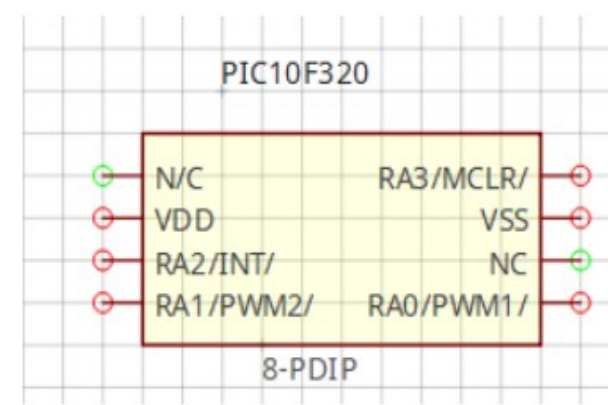 PIC10F320
N/C RA3/MCLR/
VDD VSS
RA2/INT/ NC
RA1/PWM2/ RA0/PWM1/
8-PDIP